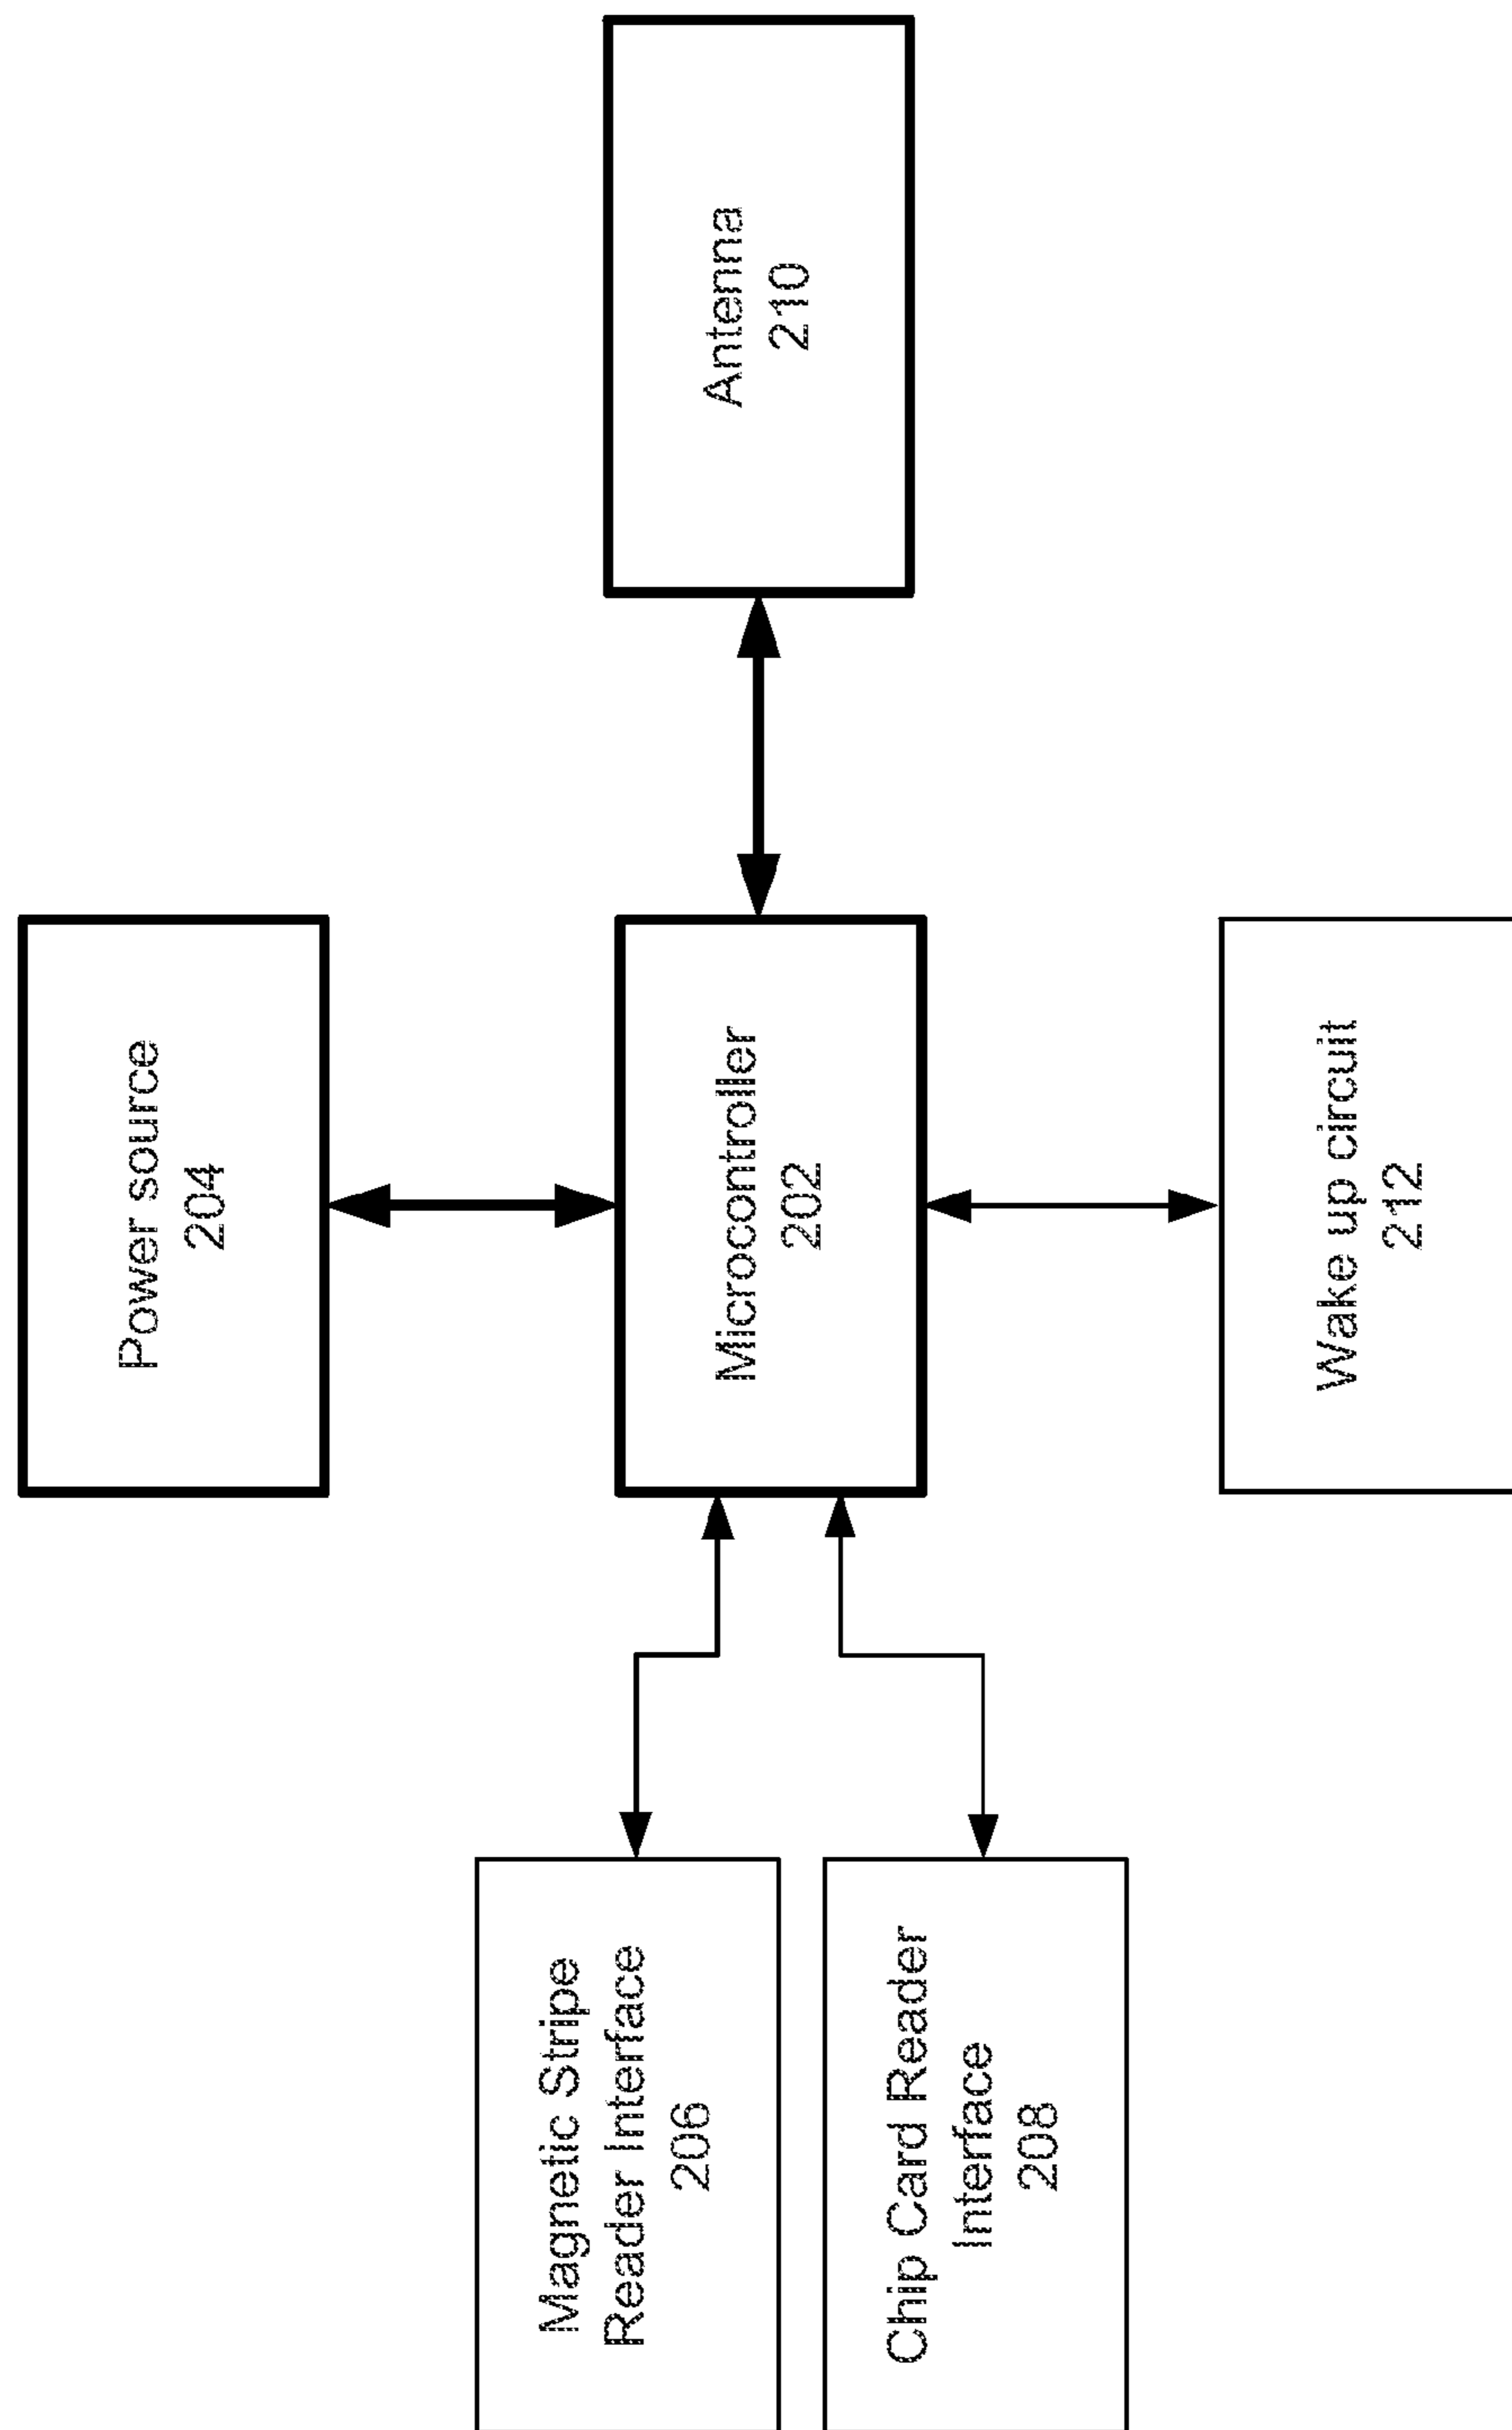 Power source
204
Magnetic Stripe
Reader Interface
206
Microcontroller
202
Antenna
210
Chip Card Reader
Interface
208
Wake up circuit
212